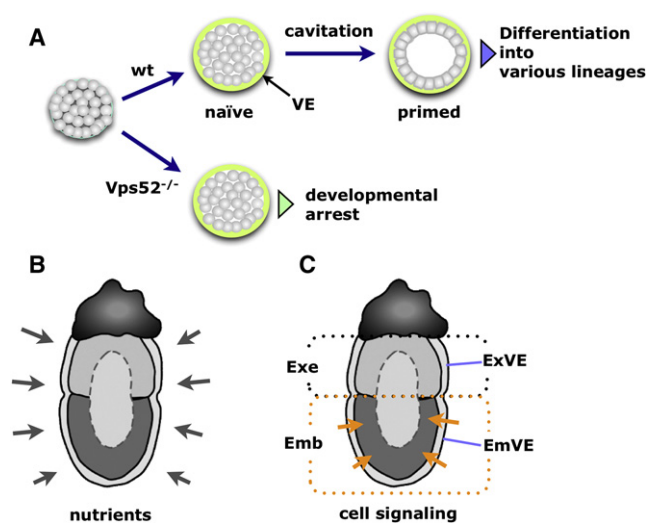 A
wt
cavitation
Differentiation
into
various lineages
naïve
VE
primed
Vps52-/-
developmental
arrest
B
nutrients
C
Exe
ExVE
Emb
EmVE
cell signaling